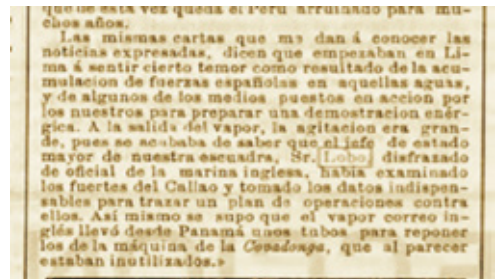 que de esta vez queda el Perú arruinado para mu-
chos años.
Las mismas cartas que me dan á conocer las
noticias expresadas, dicen que empezaban en Li-
ma á sentir cierto temor como resultado de la acu-
mulacion de fuerzas españolas en aquellas aguas,
y de algunos de los medios puestos en accion por
los nuestros para preparar una demostracion enér-
gica. A la salida del vapor, la agitacion era gran-
de, pues se acababa de saber que el jefe de estado
mayor de nuestra escuadra, Sr. Lobo, disfrazado
de oficial de la marina inglesa, habia examinado
los fuertes del Callao y tomado los datos indispen-
sables para trazar un plan de operaciones contra
ellos. Así mismo se supo que el vapor correo in-
glés llevó desde Panamá unos tubos para reponer
los de la máquina de la Covadonga, que al parecer
estaban inutilizados.»